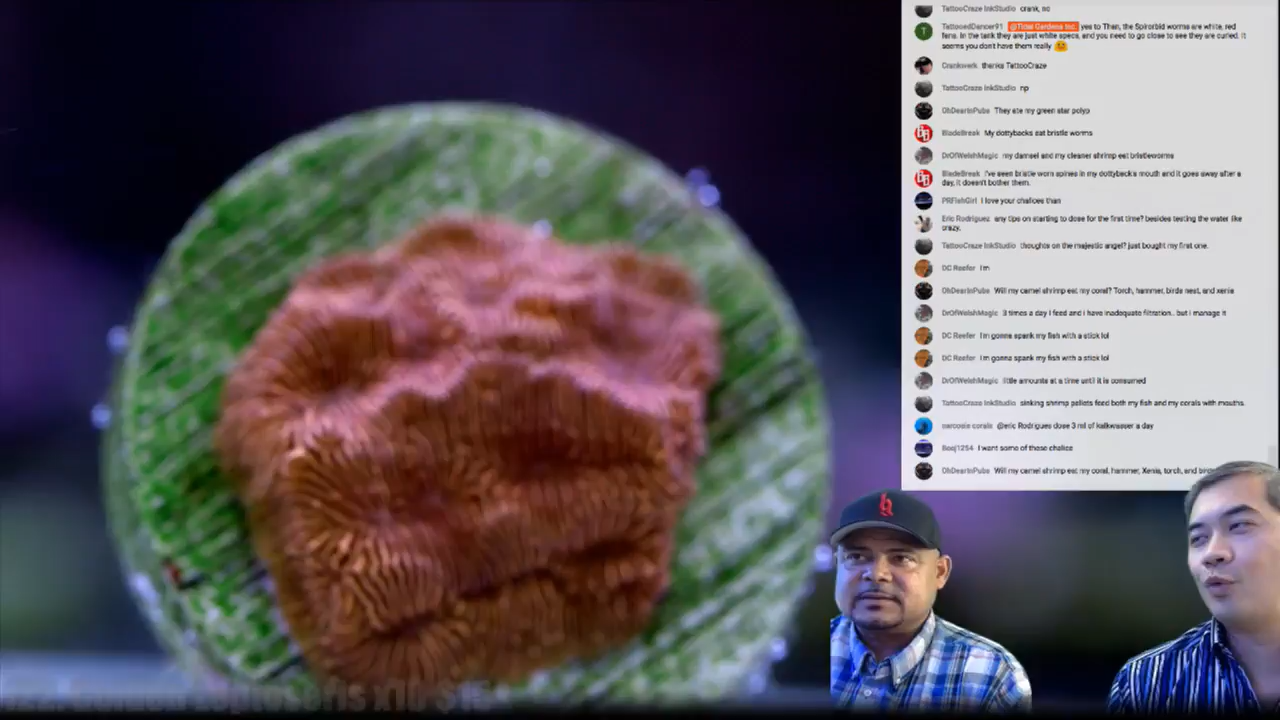 TattooCraze InkStudio crank, no
TattooedDancer91 @Tidal Gardens Inc. yes to Than, the Spirorbid worms are white, red
fans. In the tank they are just white specs, and you need to go close to see they are curled. It
seems you don't have them really
Crankwerk thanks TattooCraze
TattooCraze InkStudio np
OhDearInPubs They ate my green star polyp
BladeBreak My dottybacks eat bristle worms
DrOfWelshMagic my damsel and my cleaner shrimp eat bristleworms
BladeBreak I've seen bristle worm spines in my dottyback's mouth and it goes away after a
day, it doesn't bother them.
PRFishGirl I love your chalices than
Eric Rodriguez any tips on starting to dose for the first time? besides testing the water like
crazy.
TattooCraze InkStudio thoughts on the majestic angel? just bought my first one.
DC Reefer I'm
OhDearInPubs Will my camel shrimp eat my coral? Torch, hammer, birds nest, and xenia
DrOfWelshMagic 3 times a day I feed and i have inadequate filtration.. but i manage it
DC Reefer I'm gonna spank my fish with a stick lol
DC Reefer I'm gonna spank my fish with a stick lol
DrOfWelshMagic little amounts at a time until it is consumed
TattooCraze InkStudio sinking shrimp pellets feed both my fish and my corals with mouths.
narcosis corals @eric Rodrigues dose 3 ml of kalkwasser a day
Beej1254 I want some of those chalice
OhDearInPubs Will my camel shrimp eat my coral, hammer, Xenia, torch, and